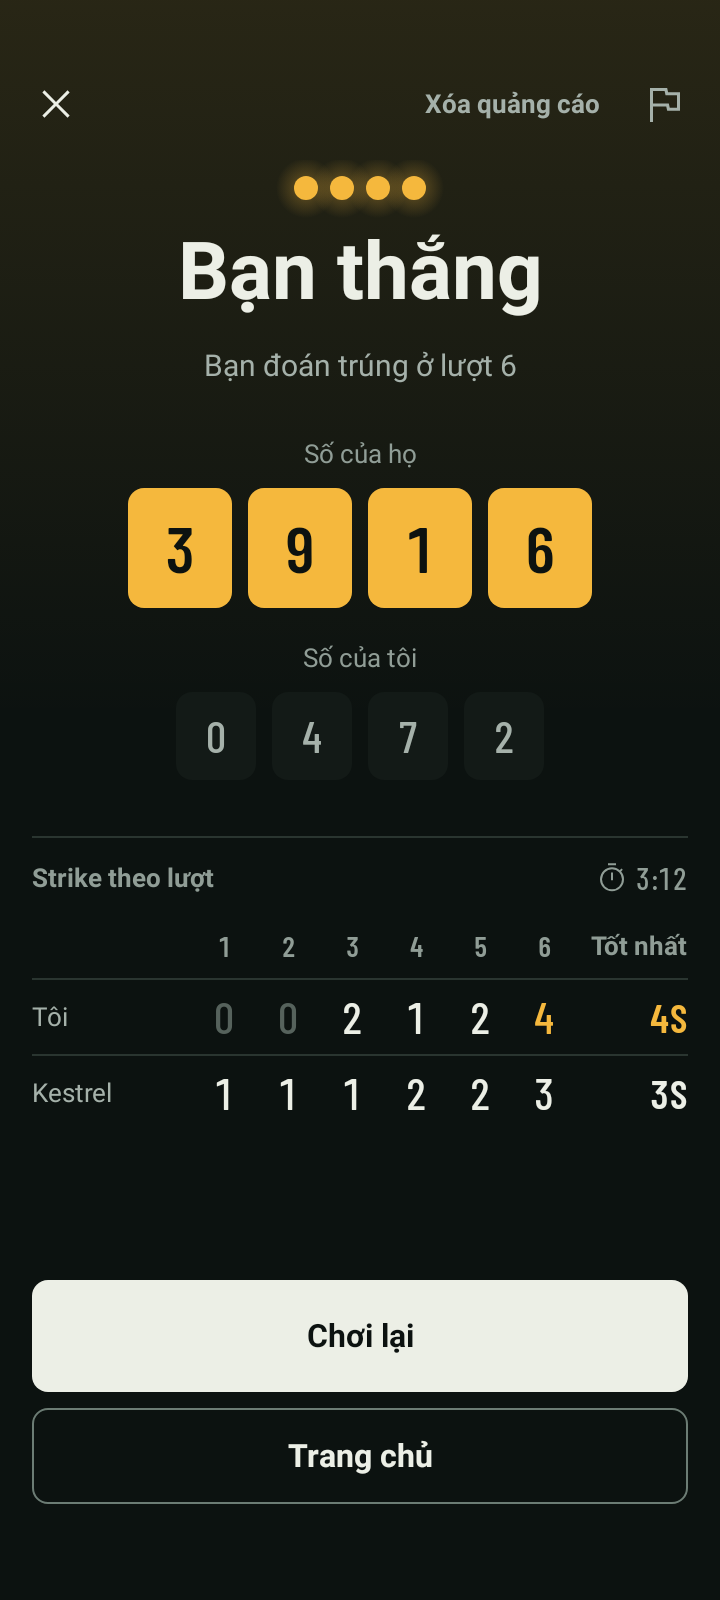 Xóa quảng cáo
Bạn thắng
Bạn đoán trúng ở lượt 6
Số của họ
3 9 1 6
Số của tôi
0 4 7 2
Strike theo lượt 3:12
1 2 3 4 5 6 Tốt nhất
Tôi 0 0 2 1 2 4 4S
Kestrel 1 1 1 2 2 3 3S
Chơi lại
Trang chủ